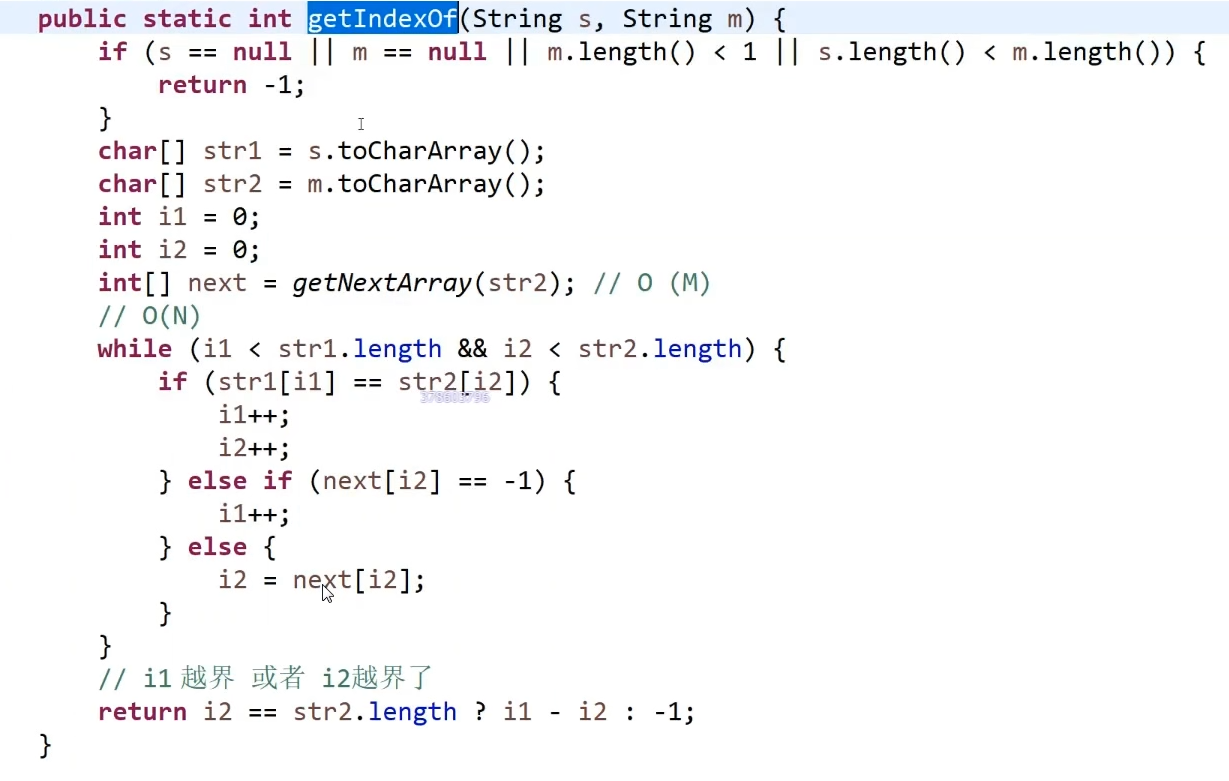 public static int getIndexOf(String s, String m) {
if (s == null || m == null || m.length() < 1 || s.length() < m.length()) {
return -1;
}
char[] str1 = s.toCharArray();
char[] str2 = m.toCharArray();
int i1 = 0;
int i2 = 0;
int[] next = getNextArray(str2); // O (M)
// O(N)
while (i1 < str1.length && i2 < str2.length) {
if (str1[i1] == str2[i2]) {
i1++;
i2++;
} else if (next[i2] == -1) {
i1++;
} else {
i2 = next[i2];
}
}
// i1 越界 或者 i2越界了
return i2 == str2.length ? i1 - i2 : -1;
}